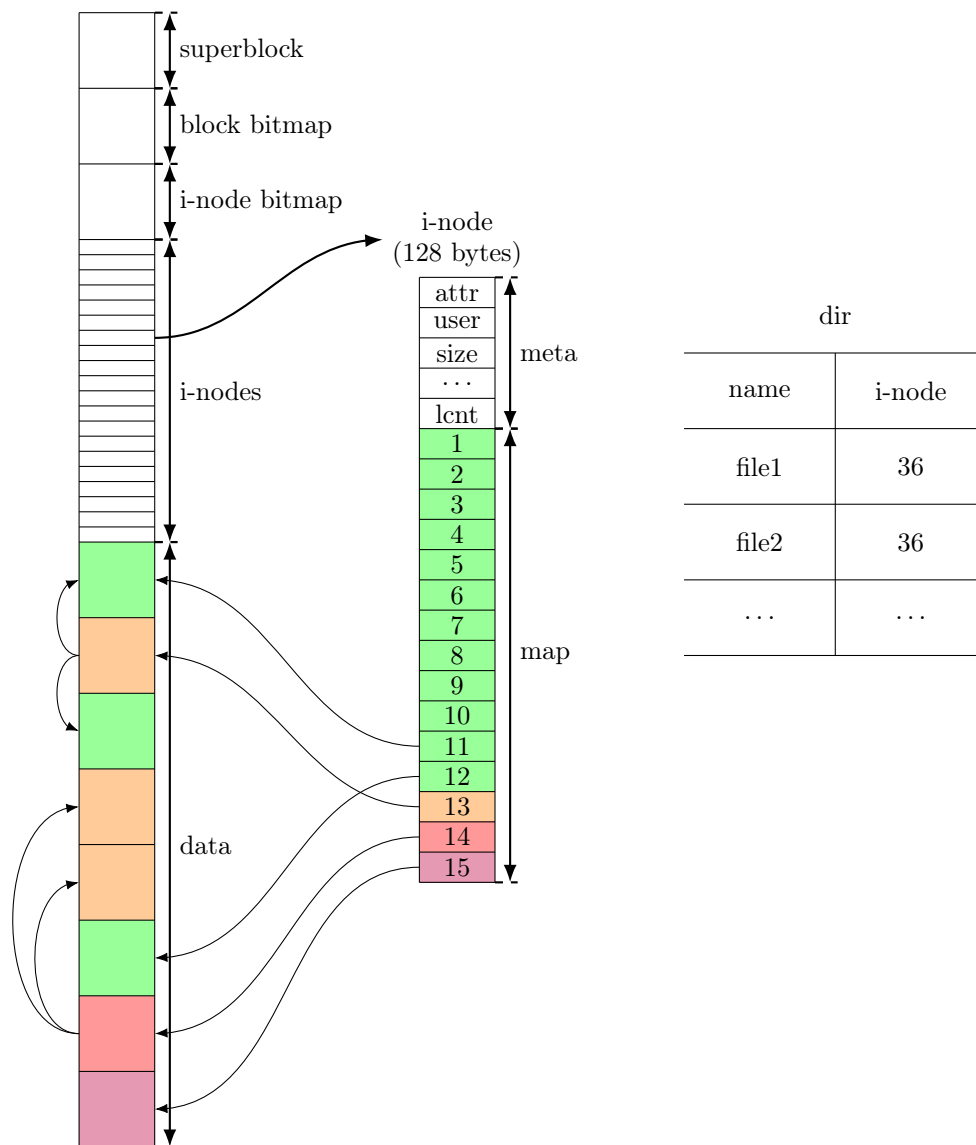 superblock
block bitmap
i-node bitmap
i-nodes
data
i-node
(128 bytes)
attr
user
size
···
lcnt
1
2
3
4
5
6
7
8
9
10
11
12
13
14
15
meta
map
dir
name i-node
file1 36
file2 36
··· ···